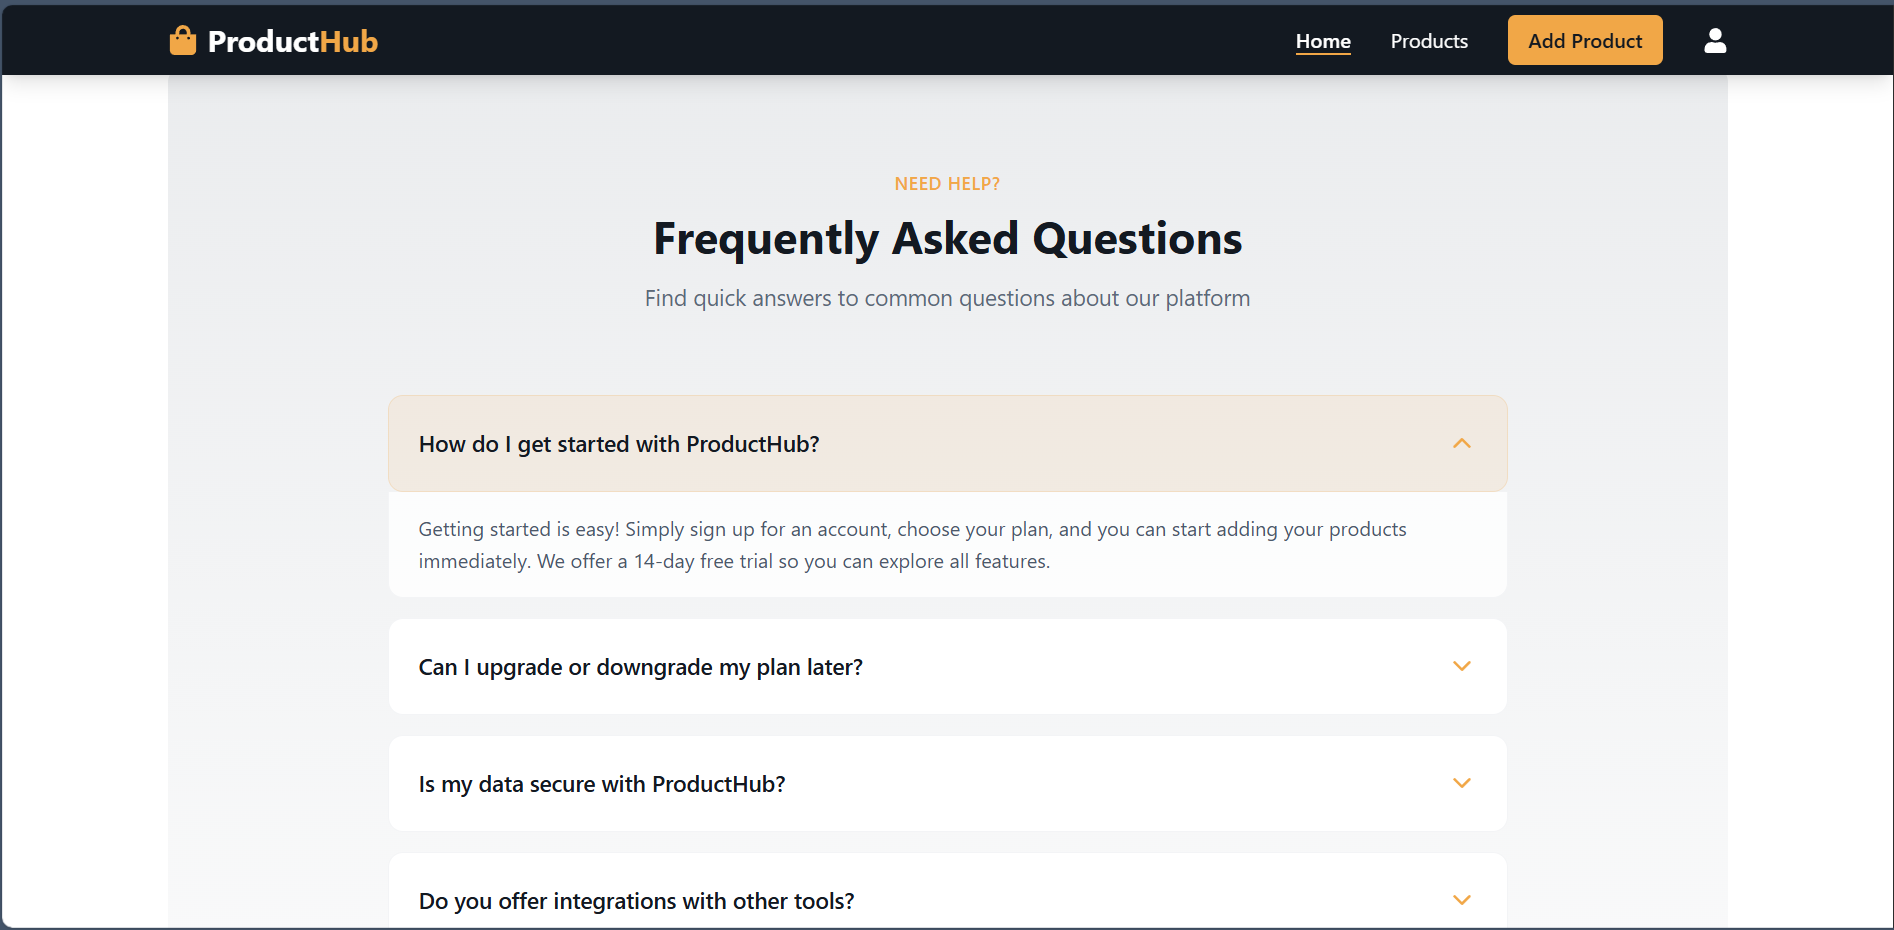 ProductHub
Home
Products
Add Product
NEED HELP?
Frequently Asked Questions
Find quick answers to common questions about our platform
How do I get started with ProductHub?
Getting started is easy! Simply sign up for an account, choose your plan, and you can start adding your products
immediately. We offer a 14-day free trial so you can explore all features.
Can I upgrade or downgrade my plan later?
Is my data secure with ProductHub?
Do you offer integrations with other tools?